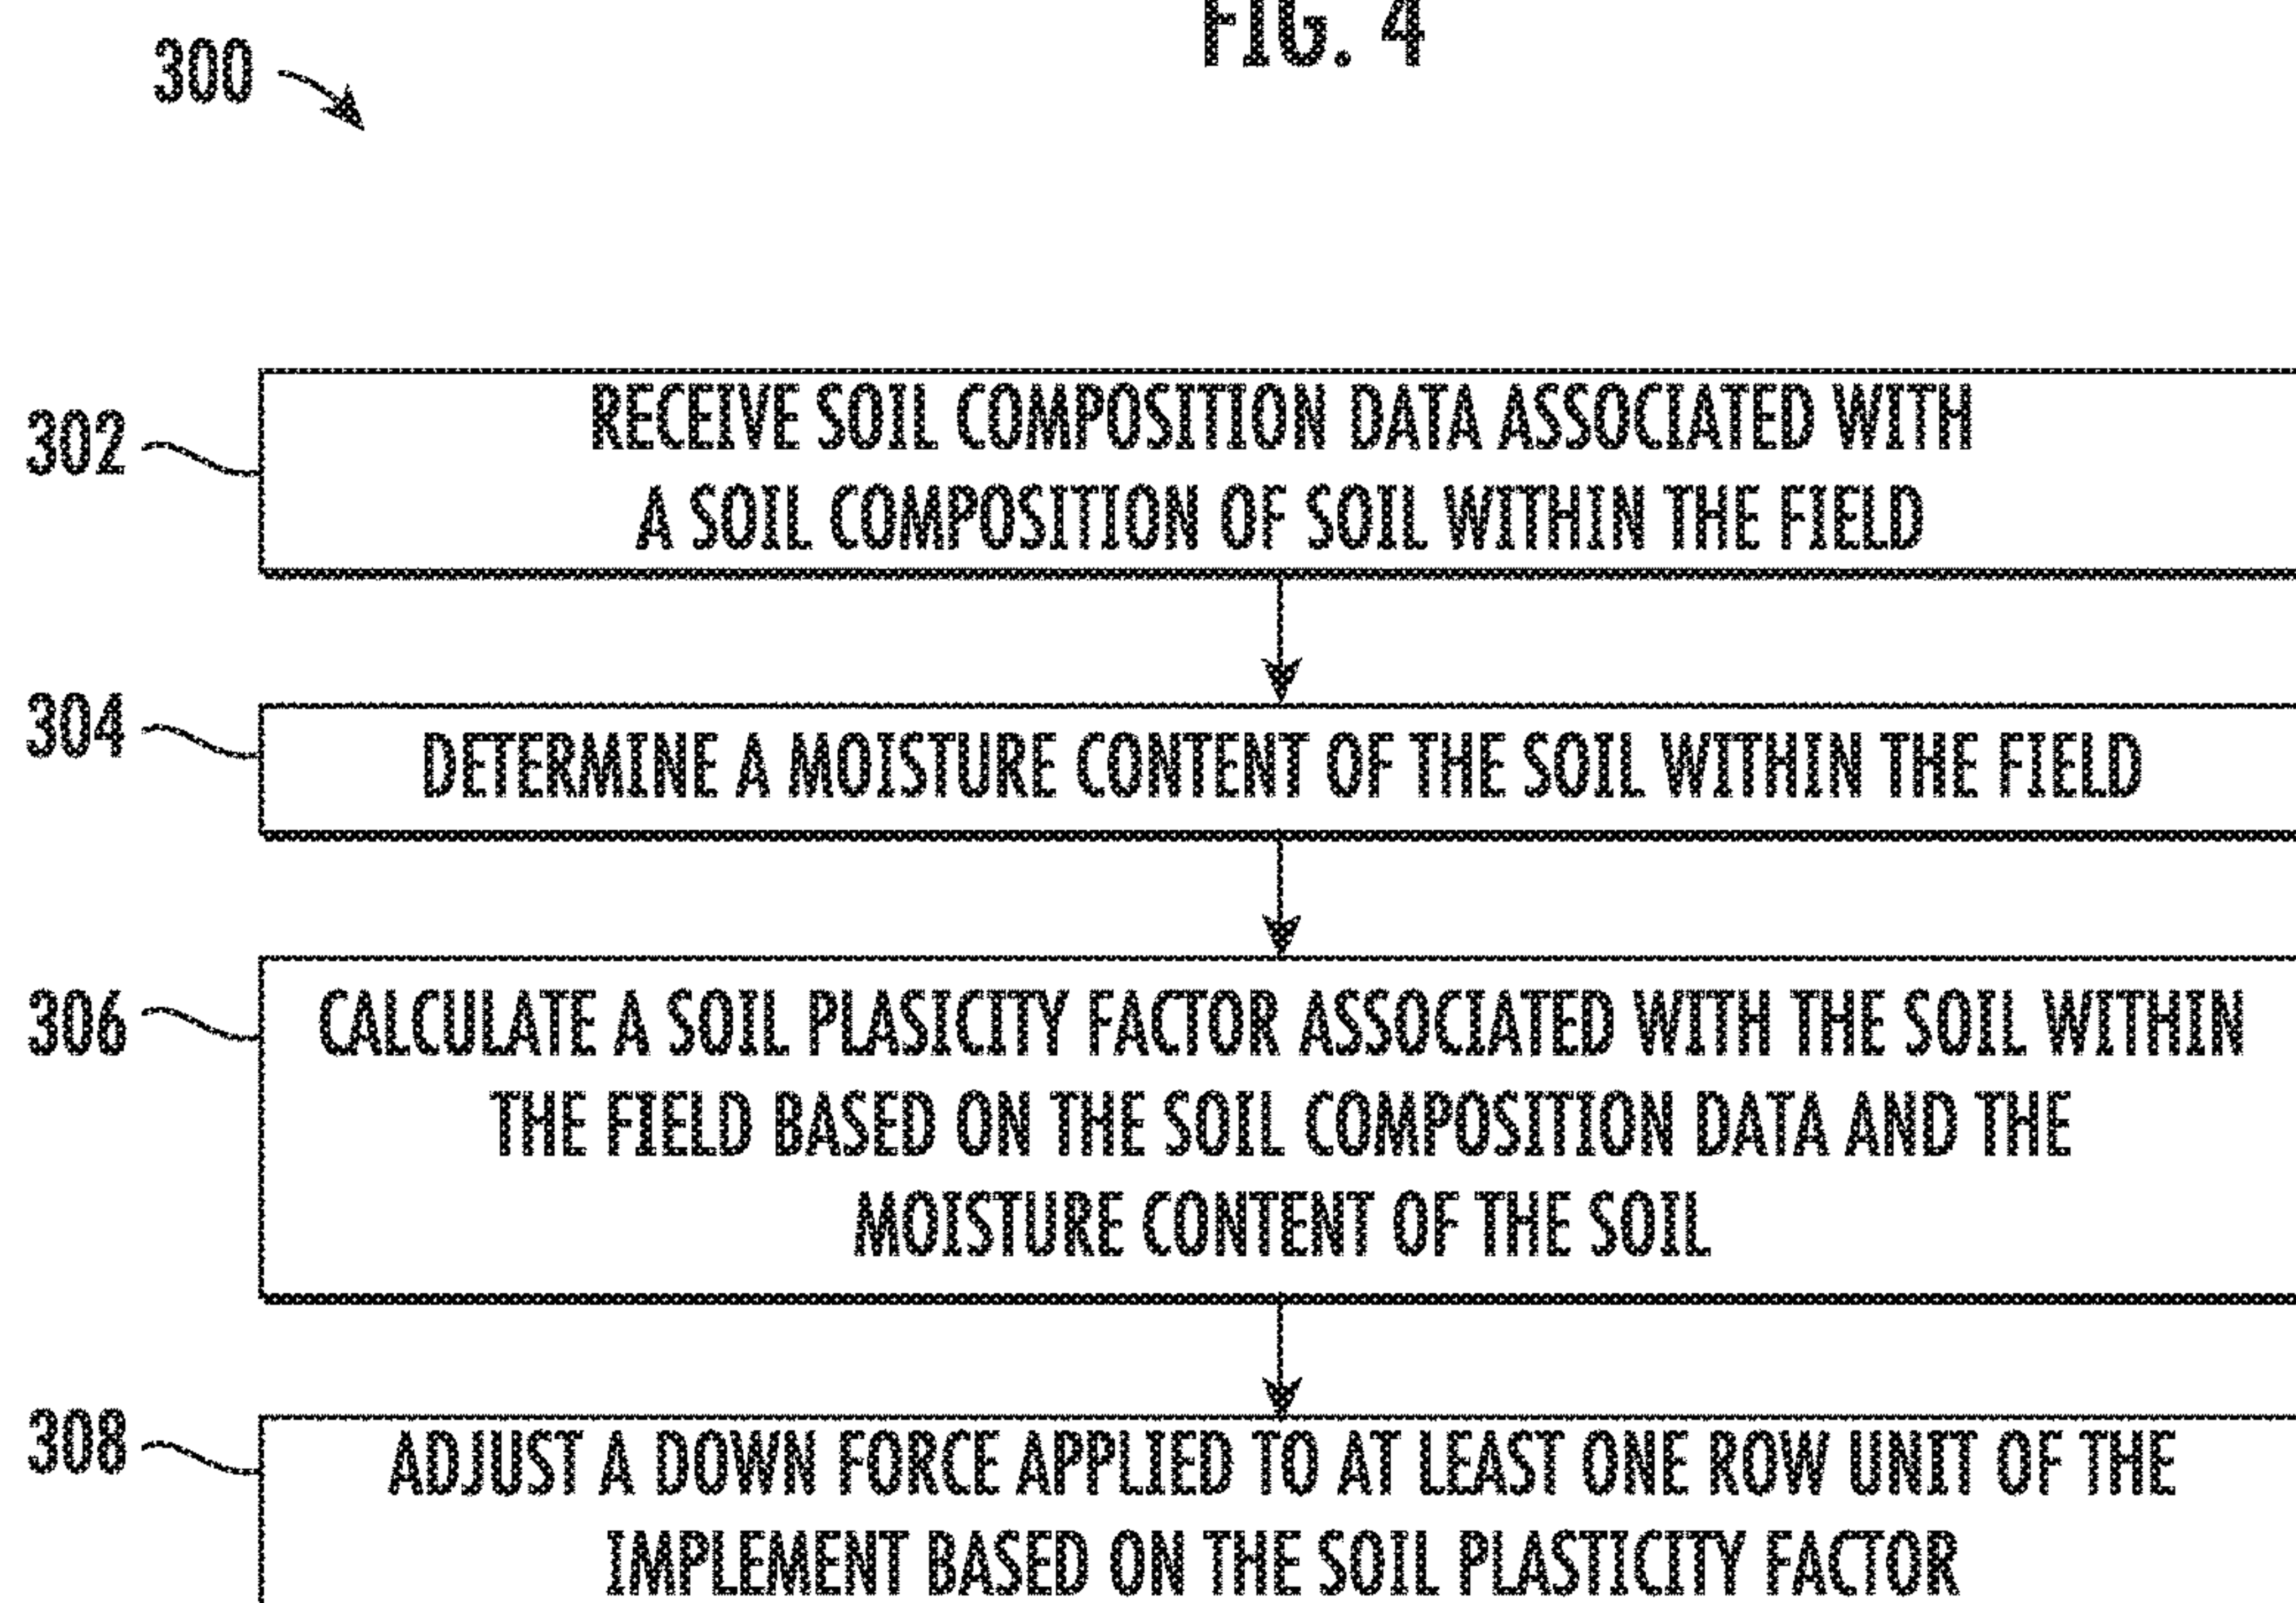 FIG. 4
300
302
RECEIVE SOIL COMPOSITION DATA ASSOCIATED WITH
A SOIL COMPOSITION OF SOIL WITHIN THE FIELD
304
DETERMINE A MOISTURE CONTENT OF THE SOIL WITHIN THE FIELD
306
CALCULATE A SOIL PLASICITY FACTOR ASSOCIATED WITH THE SOIL WITHIN
THE FIELD BASED ON THE SOIL COMPOSITION DATA AND THE
MOISTURE CONTENT OF THE SOIL
308
ADJUST A DOWN FORCE APPLIED TO AT LEAST ONE ROW UNIT OF THE
IMPLEMENT BASED ON THE SOIL PLASTICITY FACTOR